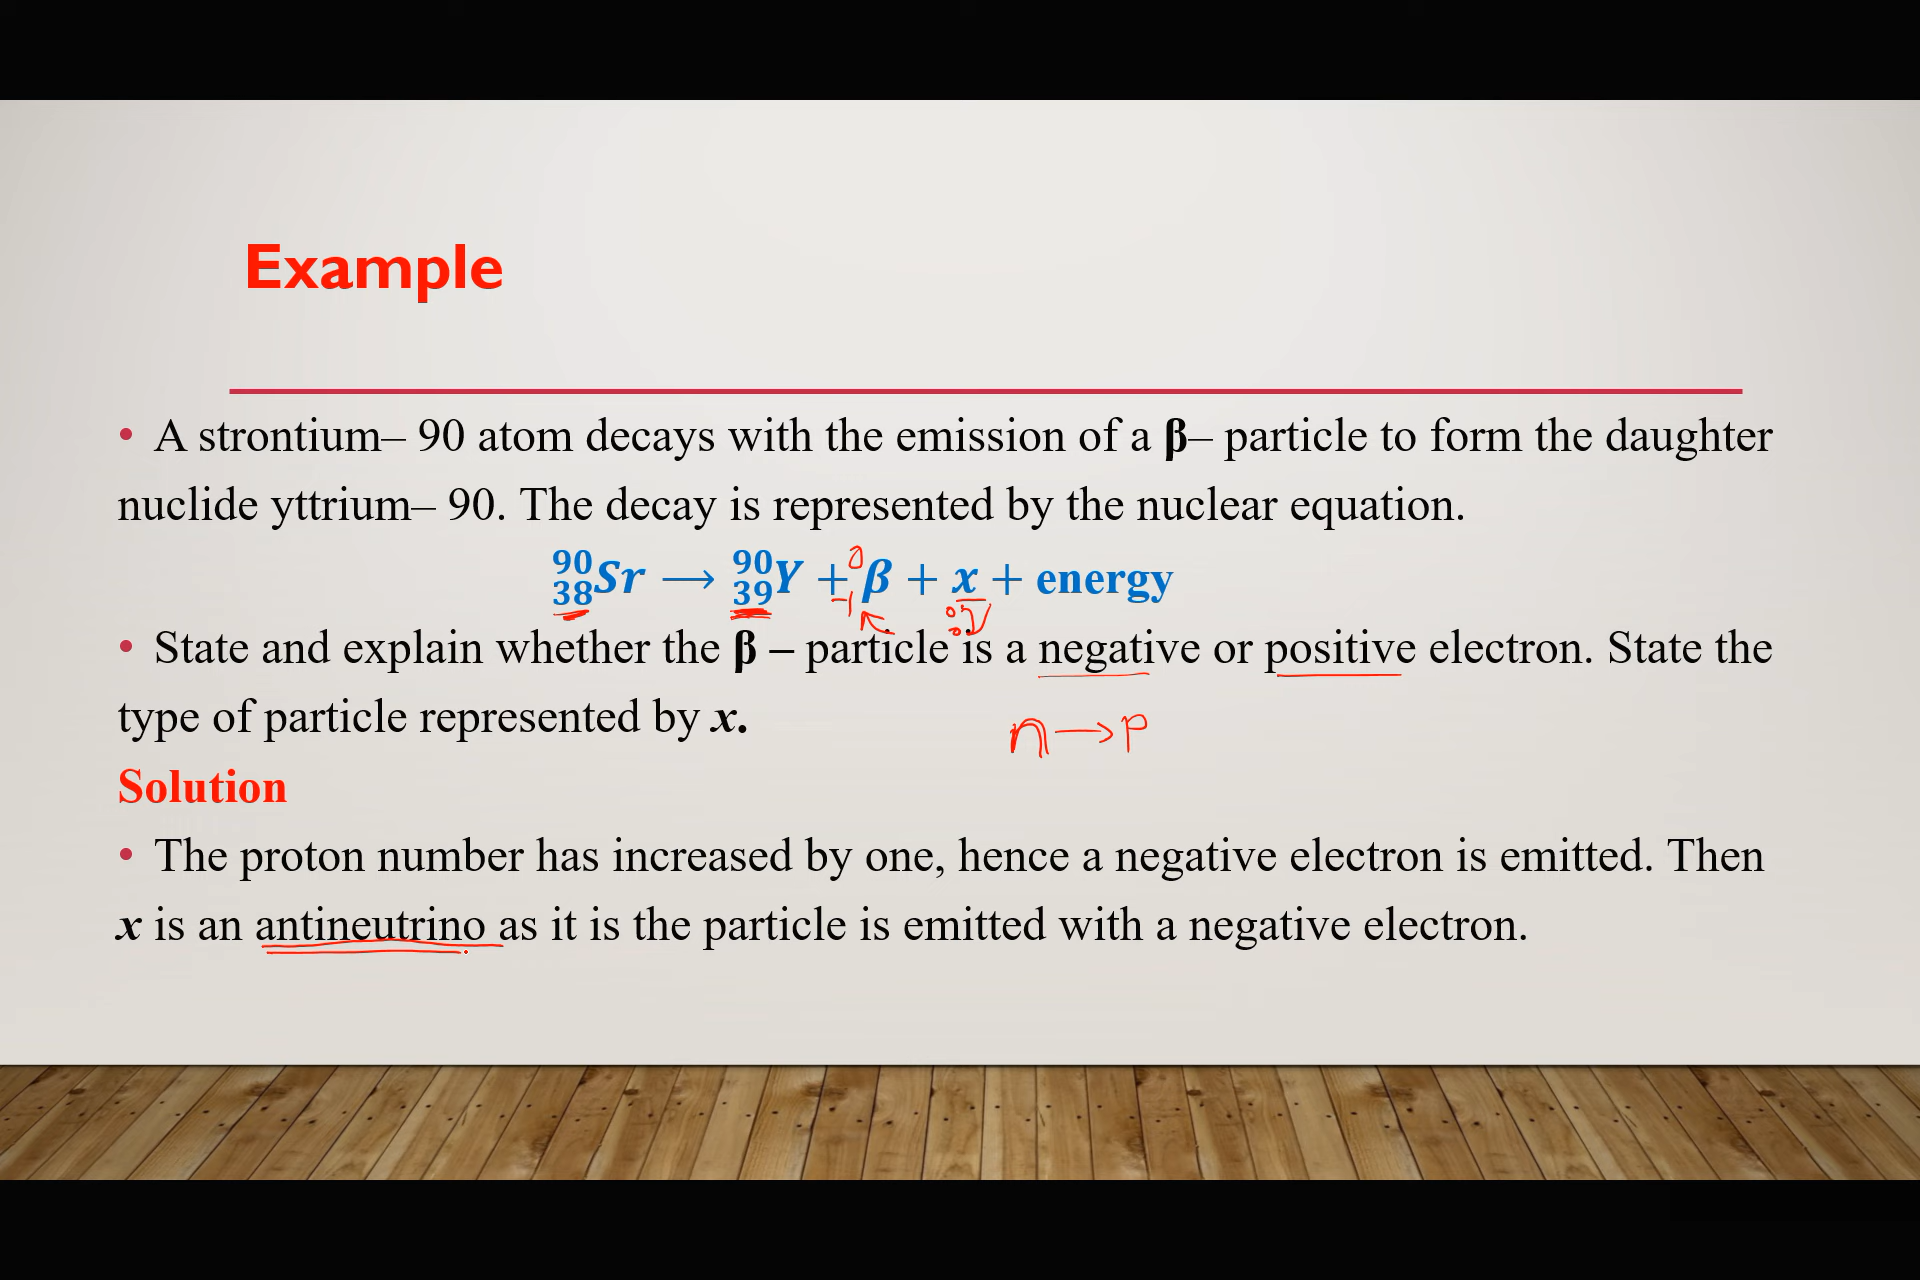 Example
• A strontium– 90 atom decays with the emission of a β– particle to form the daughter
nuclide yttrium– 90. The decay is represented by the nuclear equation.
⁹⁰₃₈Sr ⟶ ⁹⁰₃₉Y + ⁰₋₁β + x + energy
• State and explain whether the β – particle is a negative or positive electron. State the
type of particle represented by x.
n → p
Solution
• The proton number has increased by one, hence a negative electron is emitted. Then
x is an antineutrino as it is the particle is emitted with a negative electron.